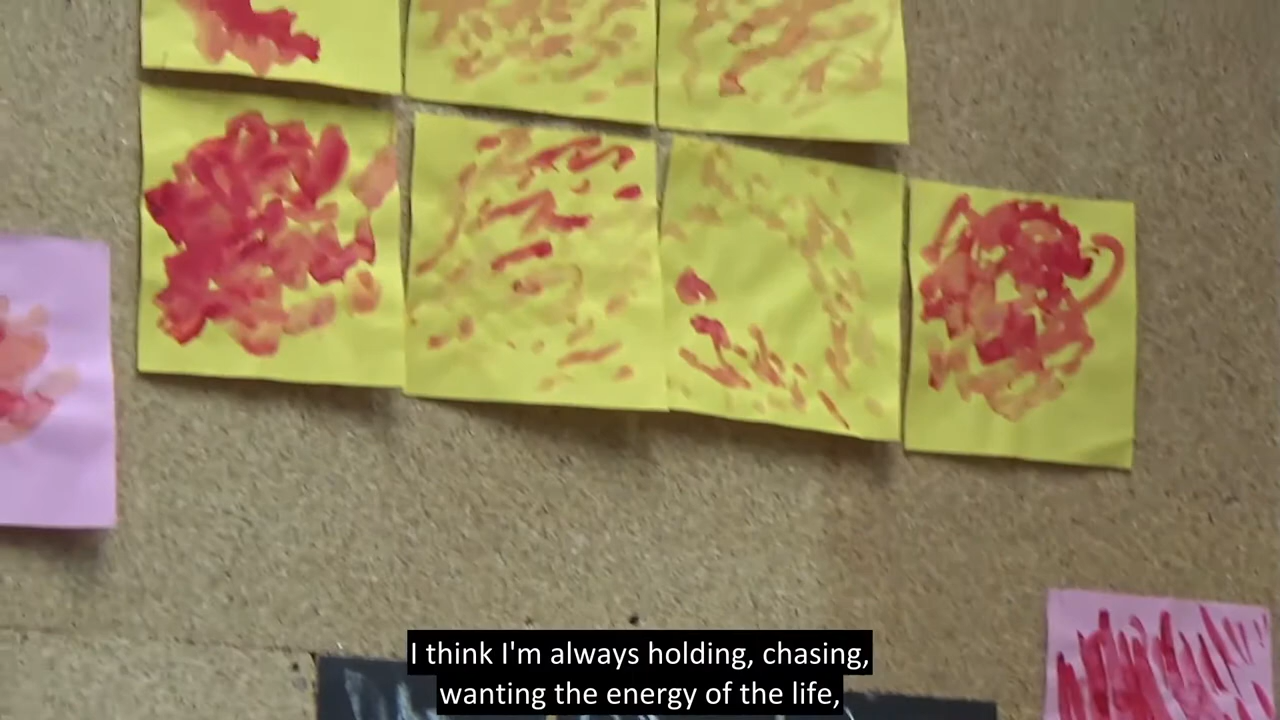 I think I'm always holding, chasing,
wanting the energy of the life,